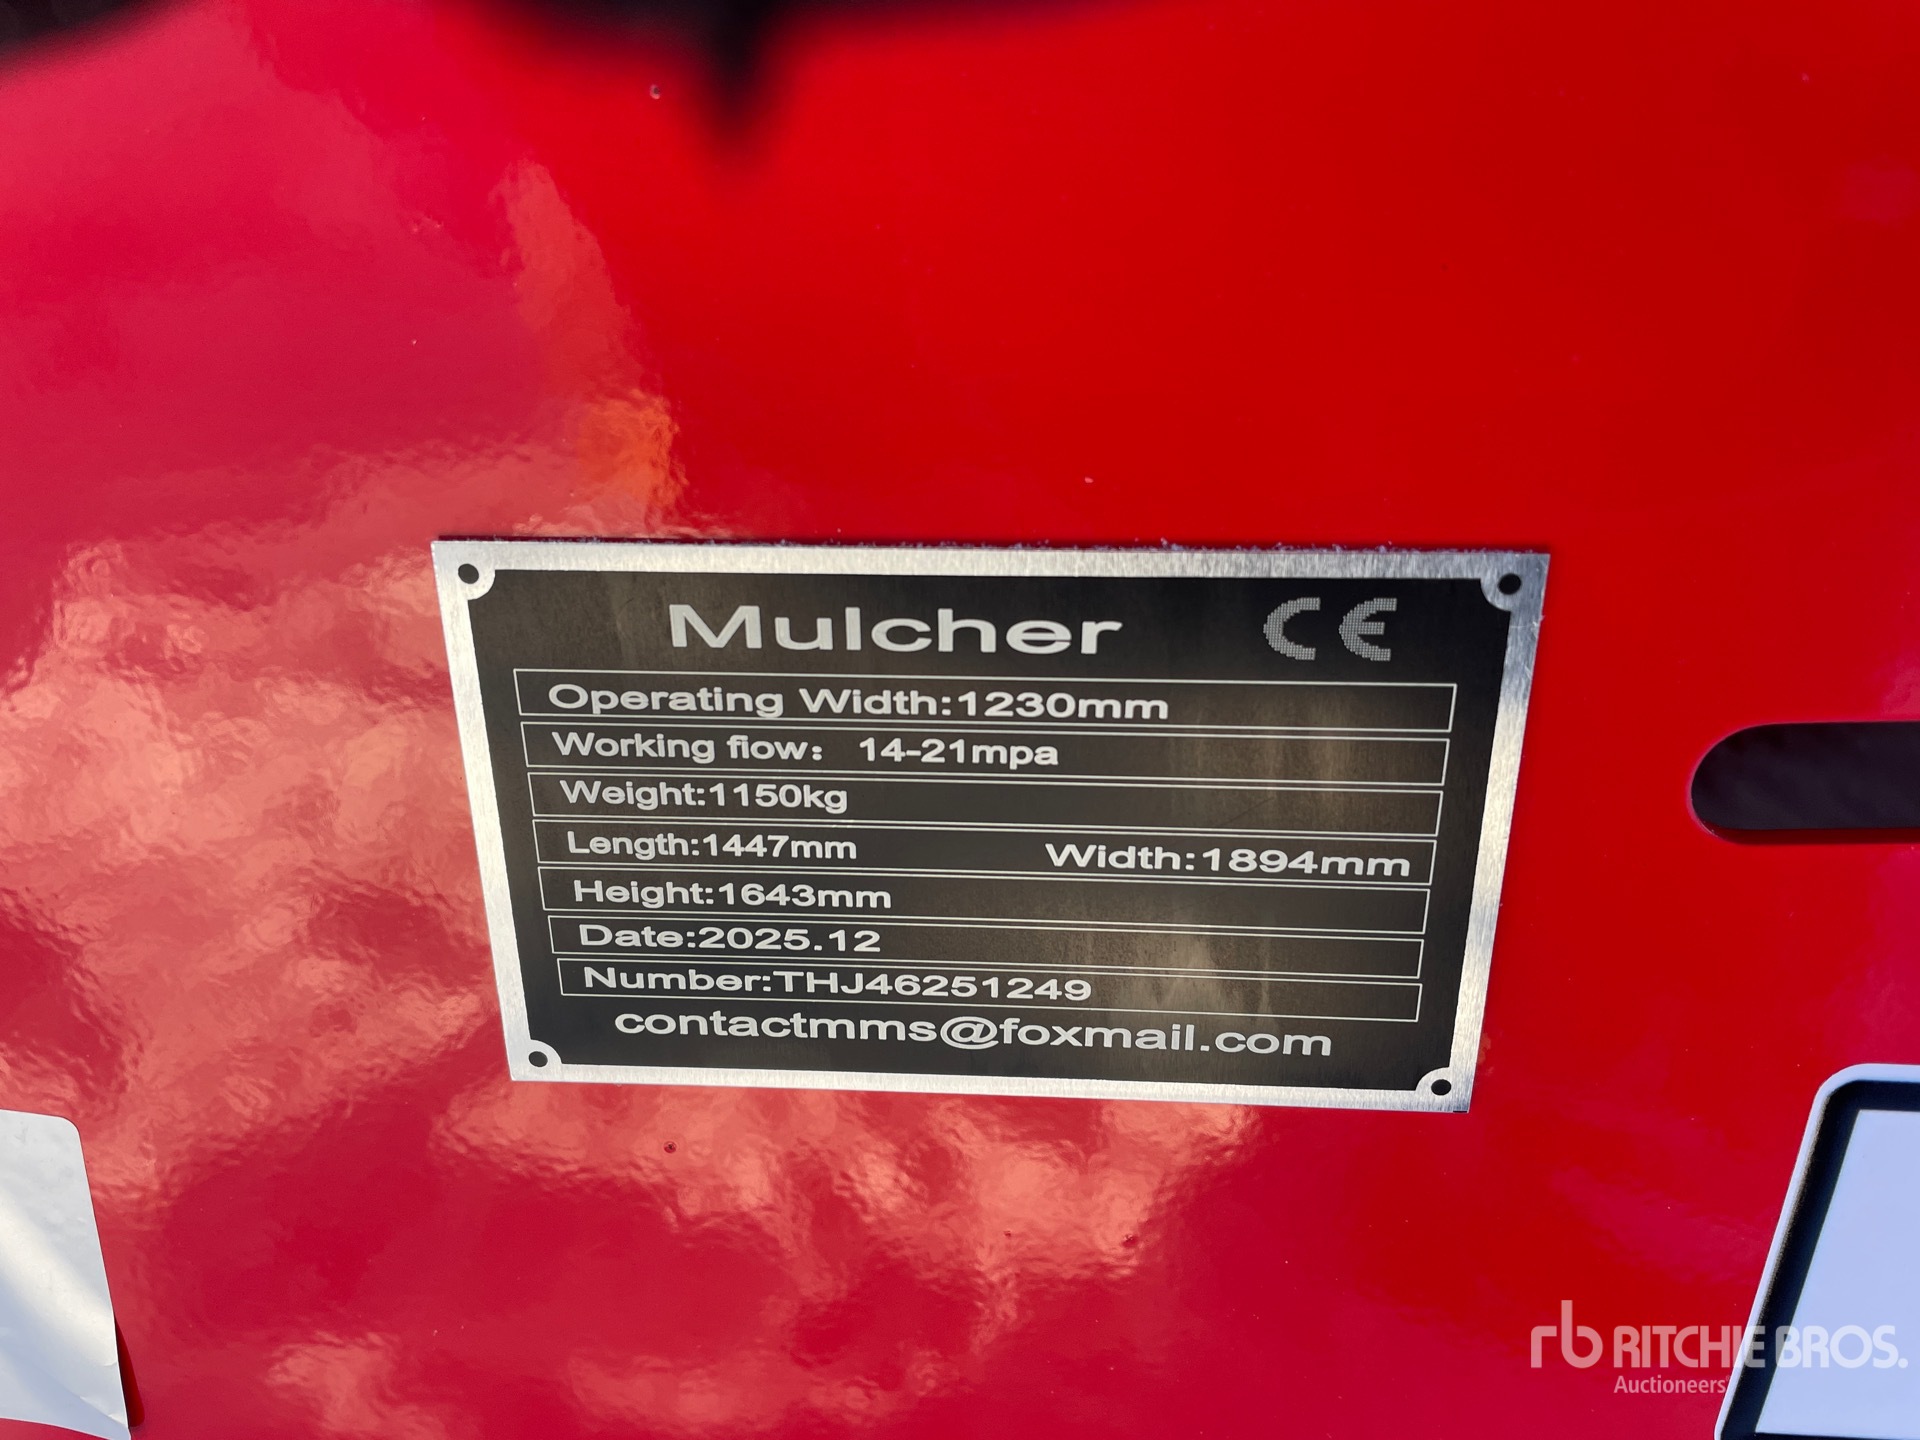 Mulcher CE
Operating Width:1230mm
Working flow: 14-21mpa
Weight:1150kg
Length:1447mm Width:1894mm
Height:1643mm
Date:2025.12
Number:THJ46251249
contactmms@foxmail.com
rb RITCHIE BROS.
Auctioneers